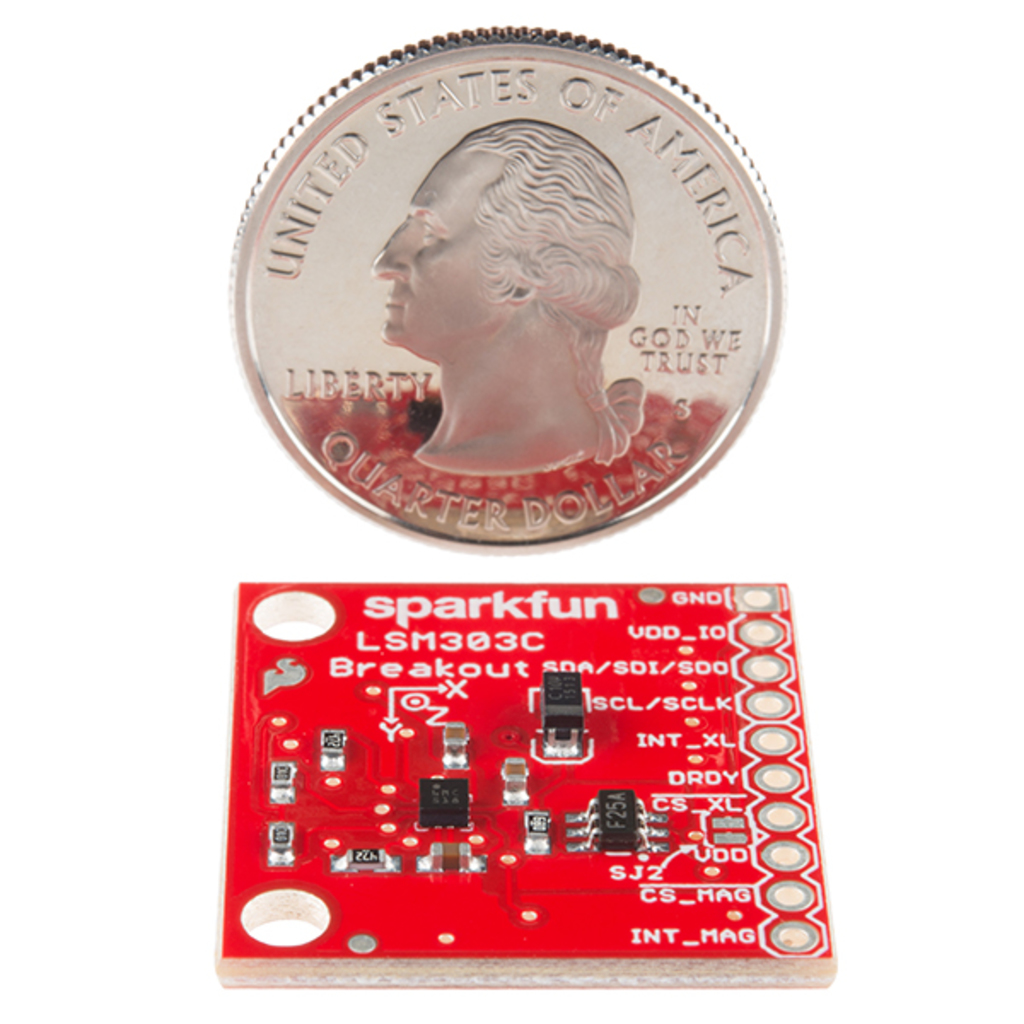 UNITED STATES OF AMERICA
IN
GOD WE
TRUST
LIBERTY
S
QUARTER DOLLAR
sparkfun
LSM303C
Breakout
X
Y
Z
GND
VDD_IO
SDA/SDI/SDO
SCL/SCLK
INT_XL
DRDY
CS_XL
VDD
SJ2
CS_MAG
INT_MAG
F25A